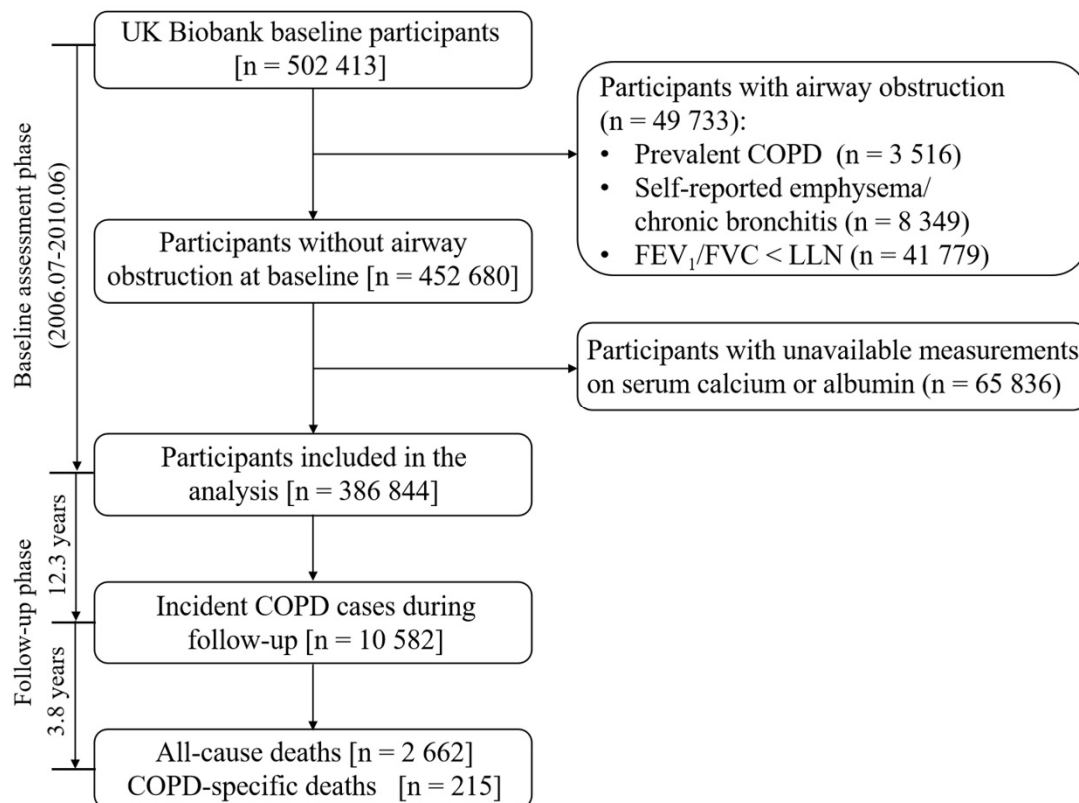 UK Biobank baseline participants
[n = 502 413]
Participants with airway obstruction
(n = 49 733):
• Prevalent COPD (n = 3 516)
• Self-reported emphysema/
chronic bronchitis (n = 8 349)
• FEV₁/FVC < LLN (n = 41 779)
Participants without airway
obstruction at baseline [n = 452 680]
Participants with unavailable measurements
on serum calcium or albumin (n = 65 836)
Participants included in the
analysis [n = 386 844]
Incident COPD cases during
follow-up [n = 10 582]
All-cause deaths [n = 2 662]
COPD-specific deaths [n = 215]
Baseline assessment phase
(2006.07-2010.06)
Follow-up phase
12.3 years
3.8 years